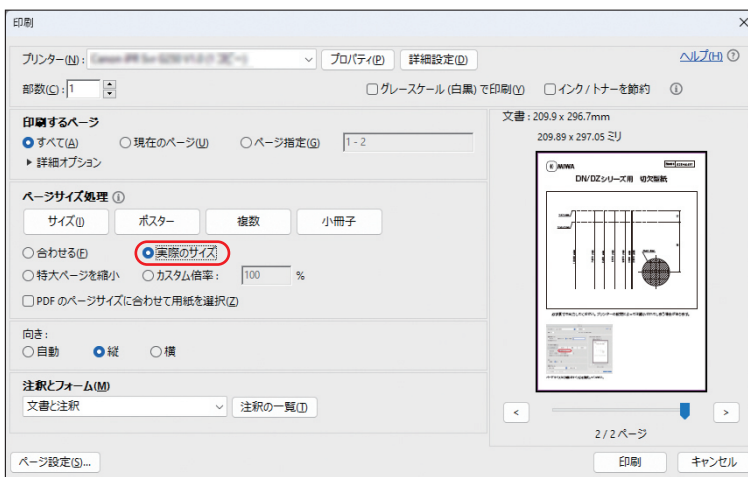 印刷
プリンター(N): プロパティ(P) 詳細設定(D) ヘルプ(H)
部数(C): 1 グレースケール (白黒) で印刷(Y) インク / トナーを節約
印刷するページ
すべて(A) 現在のページ(U) ページ指定(G) 1 - 2
詳細オプション
ページサイズ処理
サイズ(I) ポスター 複数 小冊子
合わせる(F) 実際のサイズ
特大ページを縮小 カスタム倍率 : 100 %
PDF のページサイズに合わせて用紙を選択(Z)
向き :
自動 縦 横
注釈とフォーム(M)
文書と注釈 注釈の一覧(T)
ページ設定(S)...
文書 : 209.9 x 296.7mm
209.89 x 297.05 ミリ
MIWA
DN/DZシリーズ用 切欠型紙
< >
2 / 2 ページ
印刷 キャンセル